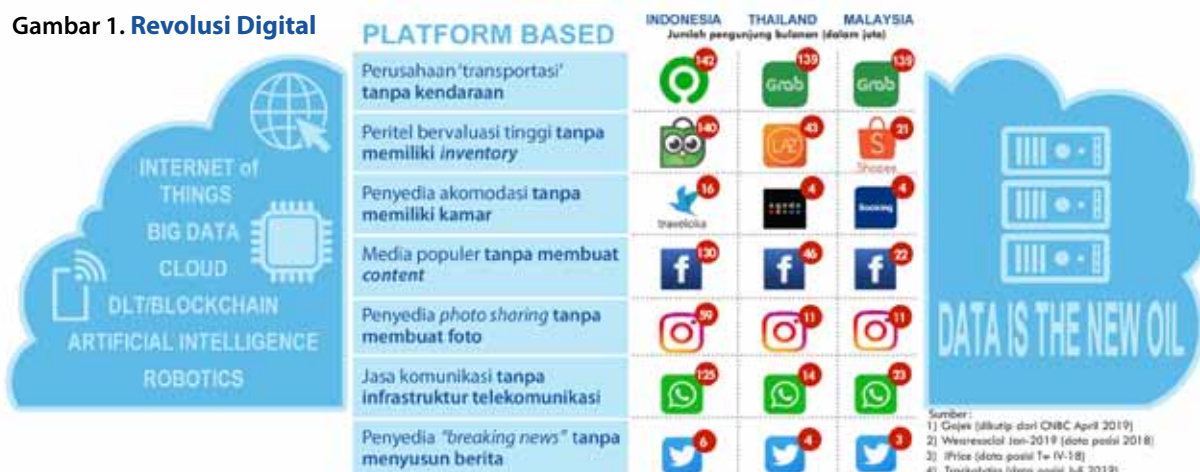 Gambar 1. Revolusi Digital
INTERNET of
THINGS
BIG DATA
CLOUD
DLT/BLOCKCHAIN
ARTIFICIAL INTELLIGENCE
ROBOTICS
PLATFORM BASED
INDONESIA THAILAND MALAYSIA
Jumlah pengunjung bulanan (dalam juta)
Perusahaan 'transportasi'
tanpa kendaraan
142 Grab 139 Grab 139
Peritel bervaluasi tinggi tanpa
memiliki inventory
140 LAZ 43 S Shopee 21
Penyedia akomodasi tanpa
memiliki kamar
traveloka 16 agoda 4 Booking 4
Media populer tanpa membuat
content
f 130 f 46 f 22
Penyedia photo sharing tanpa
membuat foto
59 11 11
Jasa komunikasi tanpa
infrastruktur telekomunikasi
125 14 23
Penyedia "breaking news" tanpa
menyusun berita
6 4 3
DATA IS THE NEW OIL
Sumber :
1) Gojek (dikutip dari CNBC April 2019)
2) Wearesocial Jan-2019 (data posisi 2018)
3) iPrice (data posisi Tw IV-18)